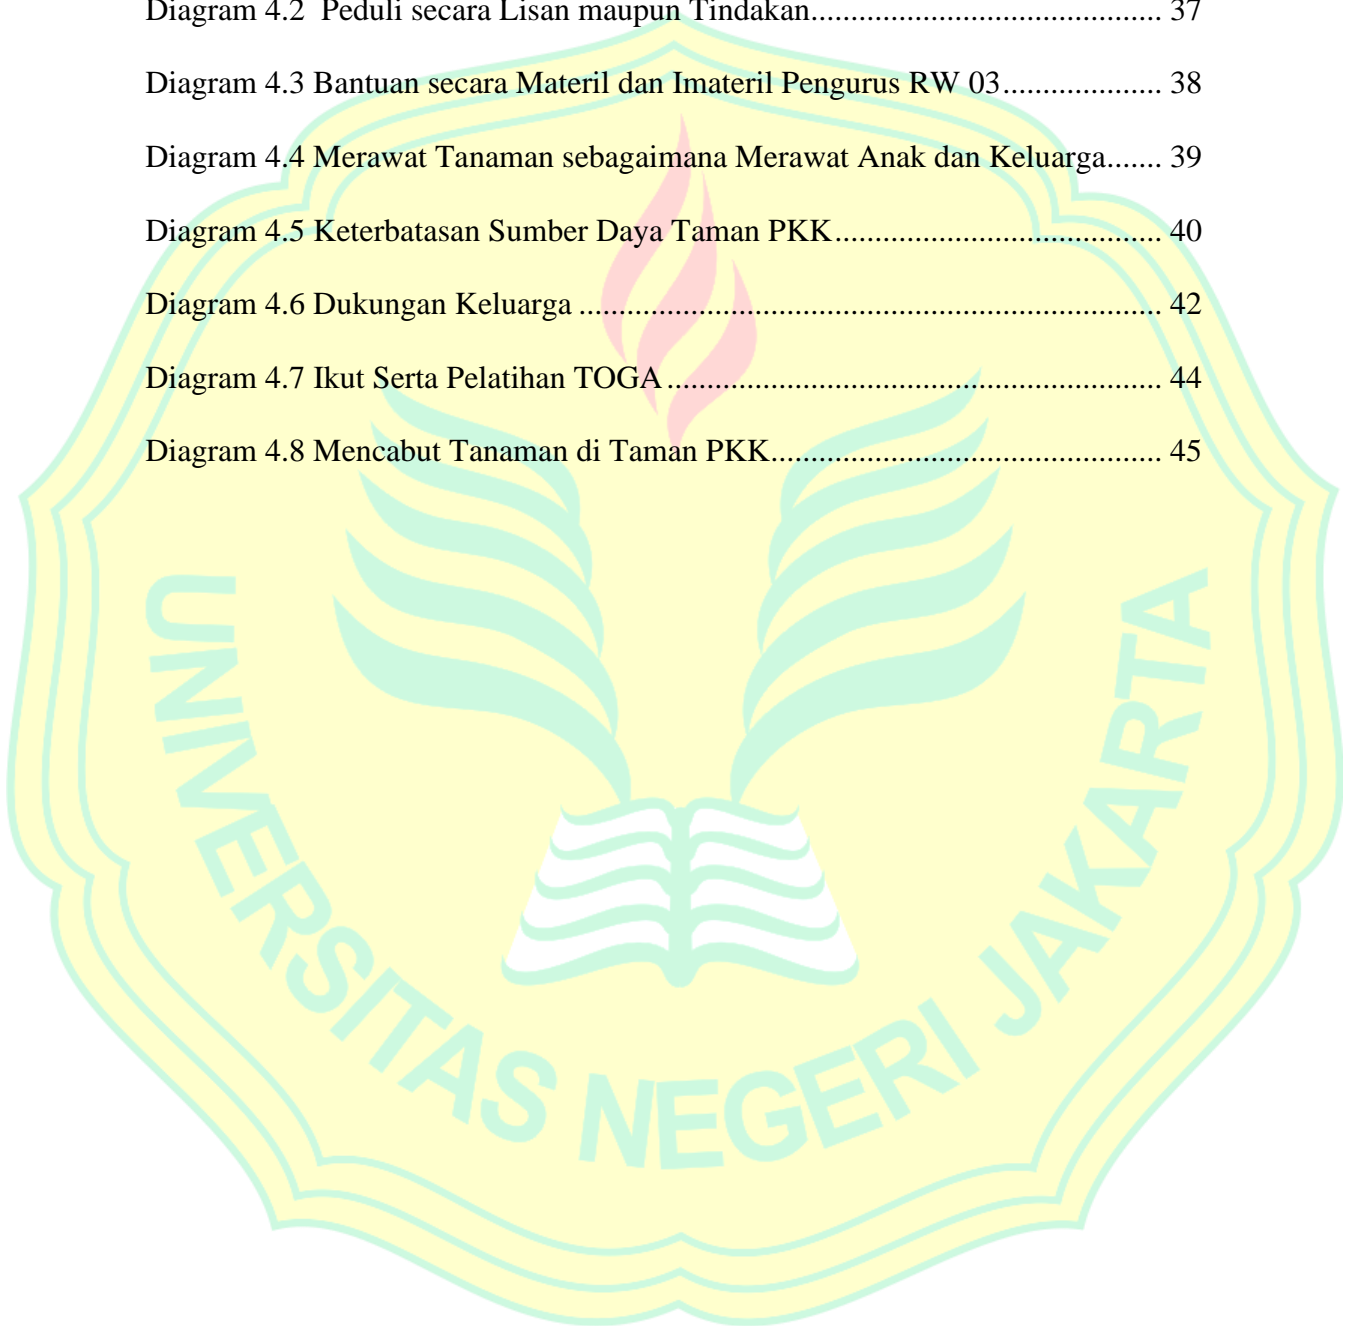 Diagram 4.2  Peduli secara Lisan maupun Tindakan............................................ 37
Diagram 4.3 Bantuan secara Materil dan Imateril Pengurus RW 03.................... 38
Diagram 4.4 Merawat Tanaman sebagaimana Merawat Anak dan Keluarga....... 39
Diagram 4.5 Keterbatasan Sumber Daya Taman PKK......................................... 40
Diagram 4.6 Dukungan Keluarga ......................................................................... 42
Diagram 4.7 Ikut Serta Pelatihan TOGA .............................................................. 44
Diagram 4.8 Mencabut Tanaman di Taman PKK................................................. 45
UNIVERSITAS NEGERI JAKARTA